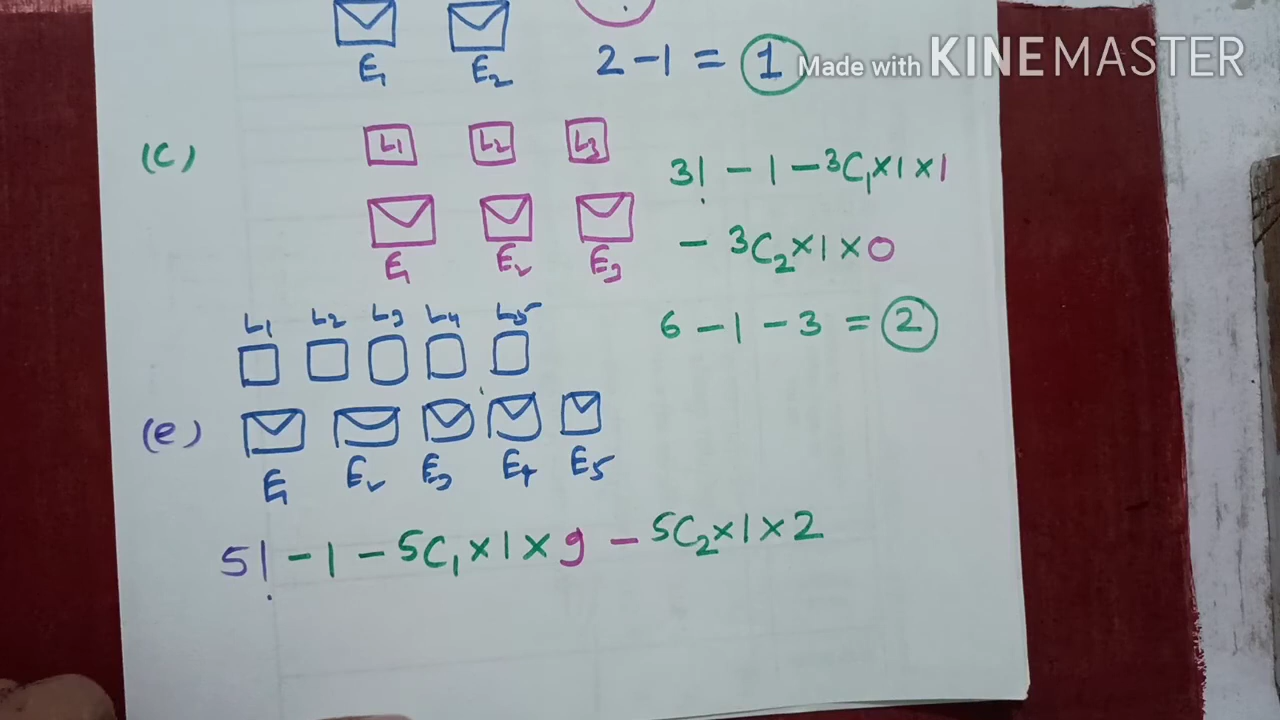 E₁ E₂
2 - 1 = 1
Made with KINEMASTER
(c)
L₁ L₂ L₃
E₁ E₂ E₃
3! - 1 - ³C₁ × 1 × 1
- ³C₂ × 1 × 0
6 - 1 - 3 = 2
L₁ L₂ L₃ L₄ L₅
(e)
E₁ E₂ E₃ E₄ E₅
5! - 1 - 5C₁ × 1 × 9 - 5C₂ × 1 × 2